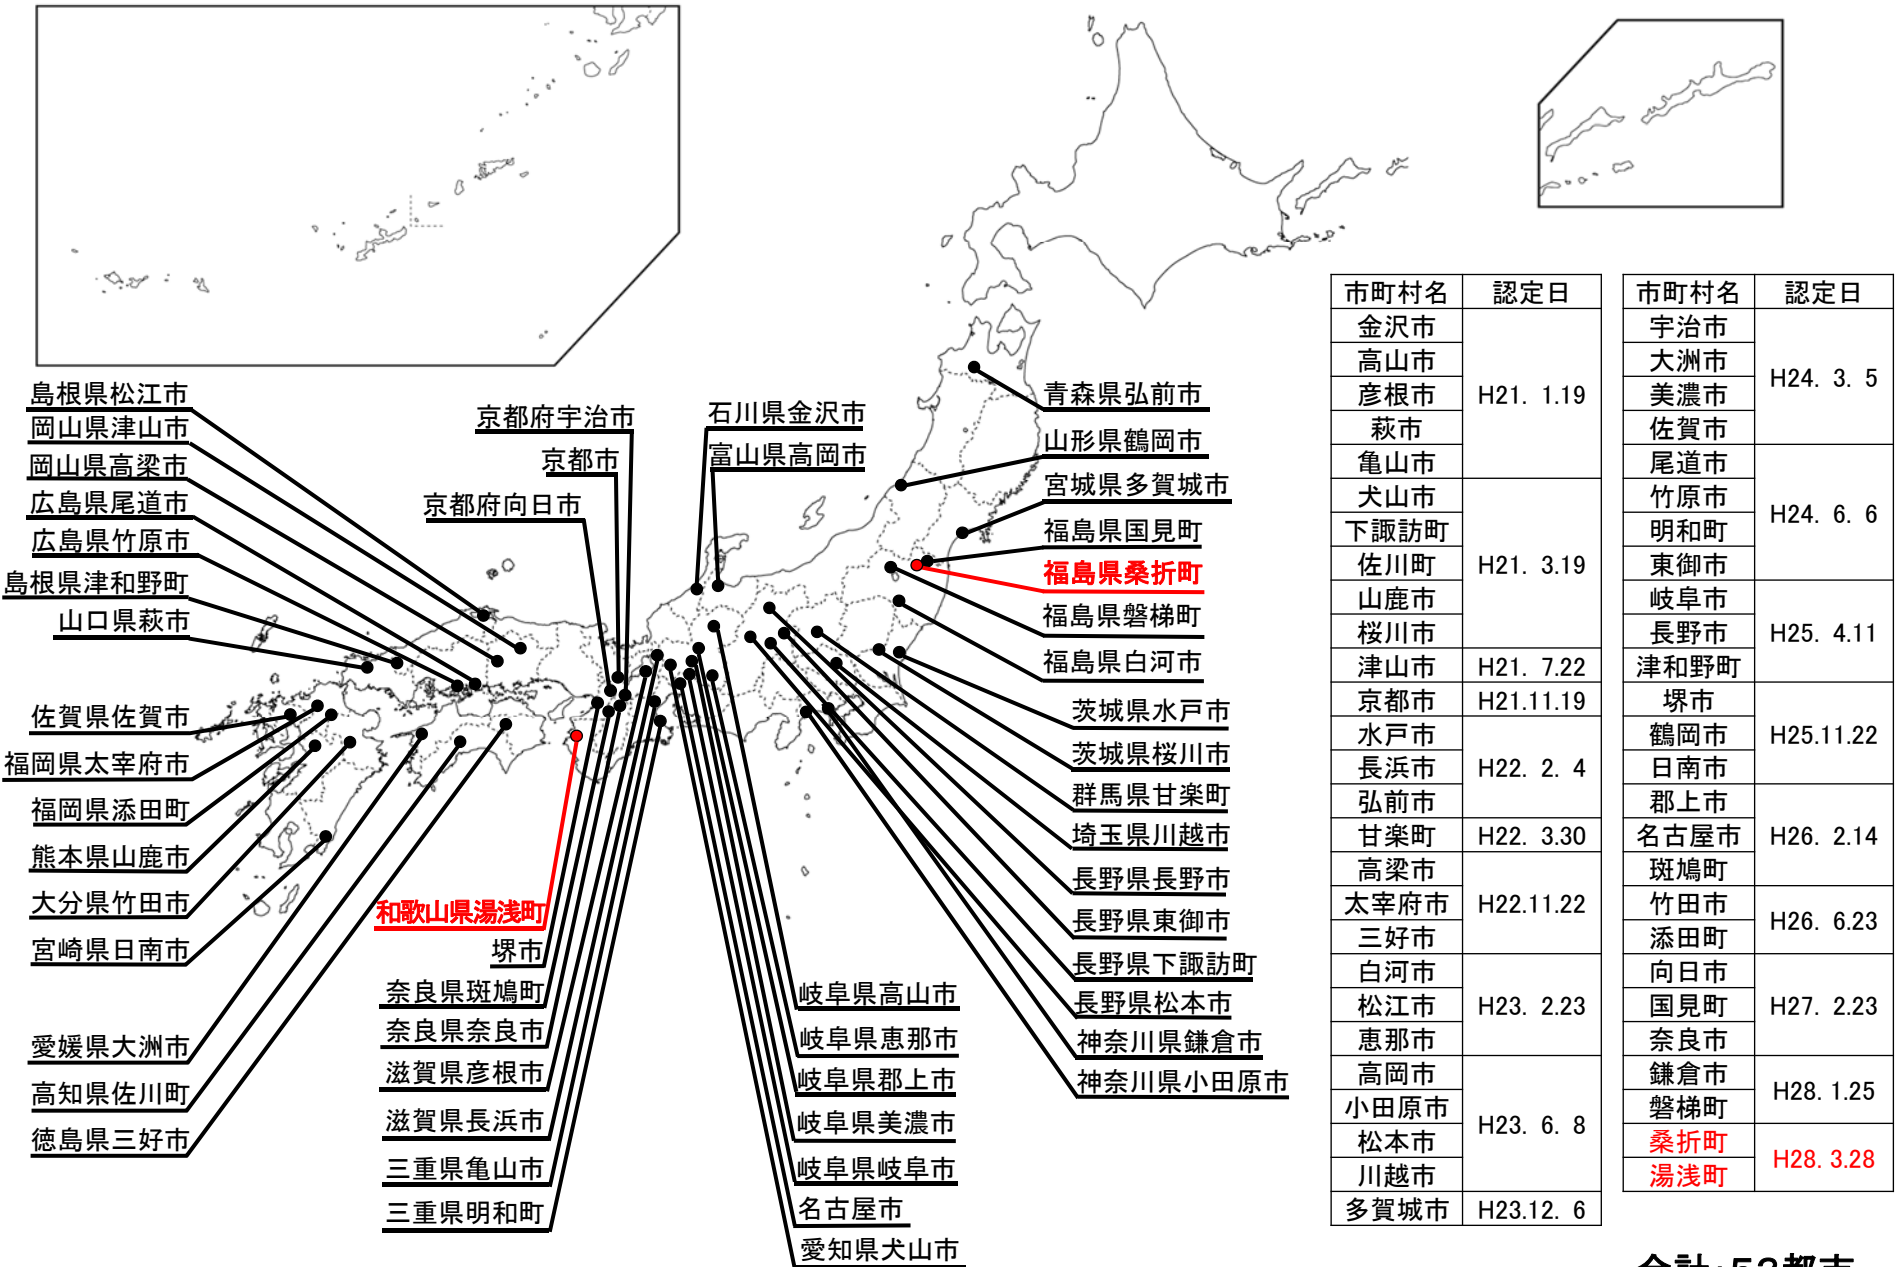 島根県松江市
岡山県津山市
岡山県高梁市
広島県尾道市
広島県竹原市
島根県津和野町
山口県萩市
佐賀県佐賀市
福岡県太宰府市
福岡県添田町
熊本県山鹿市
大分県竹田市
宮崎県日南市
愛媛県大洲市
高知県佐川町
徳島県三好市
京都府宇治市
京都市
京都府向日市
和歌山県湯浅町
堺市
奈良県斑鳩町
奈良県奈良市
滋賀県彦根市
滋賀県長浜市
三重県亀山市
三重県明和町
石川県金沢市
富山県高岡市
岐阜県高山市
岐阜県恵那市
岐阜県郡上市
岐阜県美濃市
岐阜県岐阜市
名古屋市
愛知県犬山市
青森県弘前市
山形県鶴岡市
宮城県多賀城市
福島県国見町
福島県桑折町
福島県磐梯町
福島県白河市
茨城県水戸市
茨城県桜川市
群馬県甘楽町
埼玉県川越市
長野県長野市
長野県東御市
長野県下諏訪町
長野県松本市
神奈川県鎌倉市
神奈川県小田原市
市町村名 認定日
金沢市
高山市
彦根市 H21. 1.19
萩市
亀山市
犬山市
下諏訪町
佐川町 H21. 3.19
山鹿市
桜川市
津山市 H21. 7.22
京都市 H21.11.19
水戸市
長浜市 H22. 2. 4
弘前市
甘楽町 H22. 3.30
高梁市
太宰府市 H22.11.22
三好市
白河市
松江市 H23. 2.23
恵那市
高岡市
小田原市 H23. 6. 8
松本市
川越市
多賀城市 H23.12. 6
市町村名 認定日
宇治市
大洲市 H24. 3. 5
美濃市
佐賀市
尾道市
竹原市 H24. 6. 6
明和町
東御市
岐阜市
長野市 H25. 4.11
津和野町
堺市
鶴岡市 H25.11.22
日南市
郡上市
名古屋市 H26. 2.14
斑鳩町
竹田市 H26. 6.23
添田町
向日市
国見町 H27. 2.23
奈良市
鎌倉市 H28. 1.25
磐梯町
桑折町 H28. 3.28
湯浅町